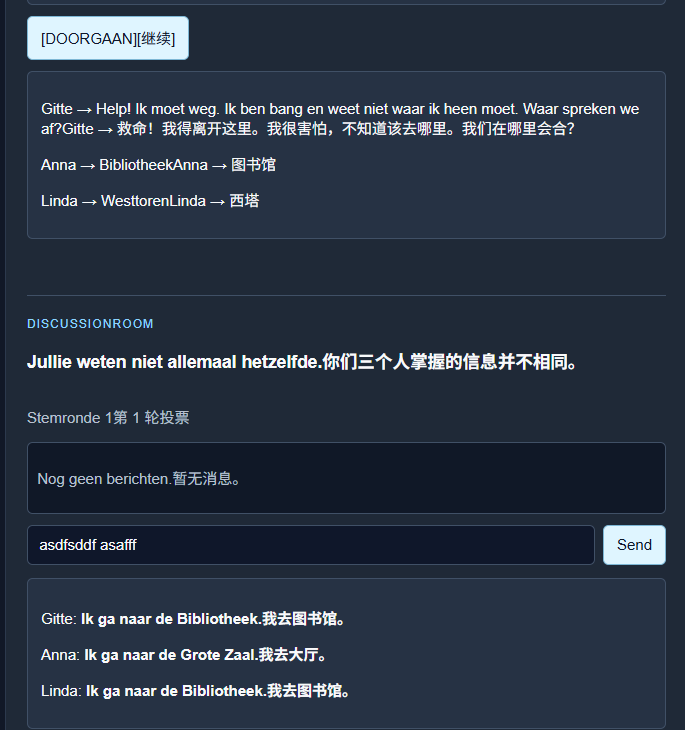 [DOORGAAN][继续]
Gitte → Help! Ik moet weg. Ik ben bang en weet niet waar ik heen moet. Waar spreken we
af?Gitte → 救命！我得离开这里。我很害怕，不知道该去哪里。我们在哪里会合？
Anna → BibliotheekAnna → 图书馆
Linda → WesttorenLinda → 西塔
DISCUSSIONROOM
Jullie weten niet allemaal hetzelfde.你们三个人掌握的信息并不相同。
Stemronde 1第 1 轮投票
Nog geen berichten.暂无消息。
asdfsddf asafff
Send
Gitte: Ik ga naar de Bibliotheek.我去图书馆。
Anna: Ik ga naar de Grote Zaal.我去大厅。
Linda: Ik ga naar de Bibliotheek.我去图书馆。